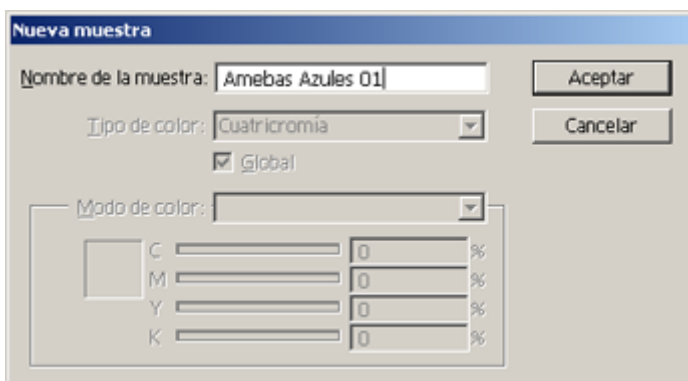 Nueva muestra
Nombre de la muestra: Amebas Azules 01 Aceptar
Tipo de color: Cuatricromía Cancelar
Global
Modo de color:
C 0 %
M 0 %
Y 0 %
K 0 %